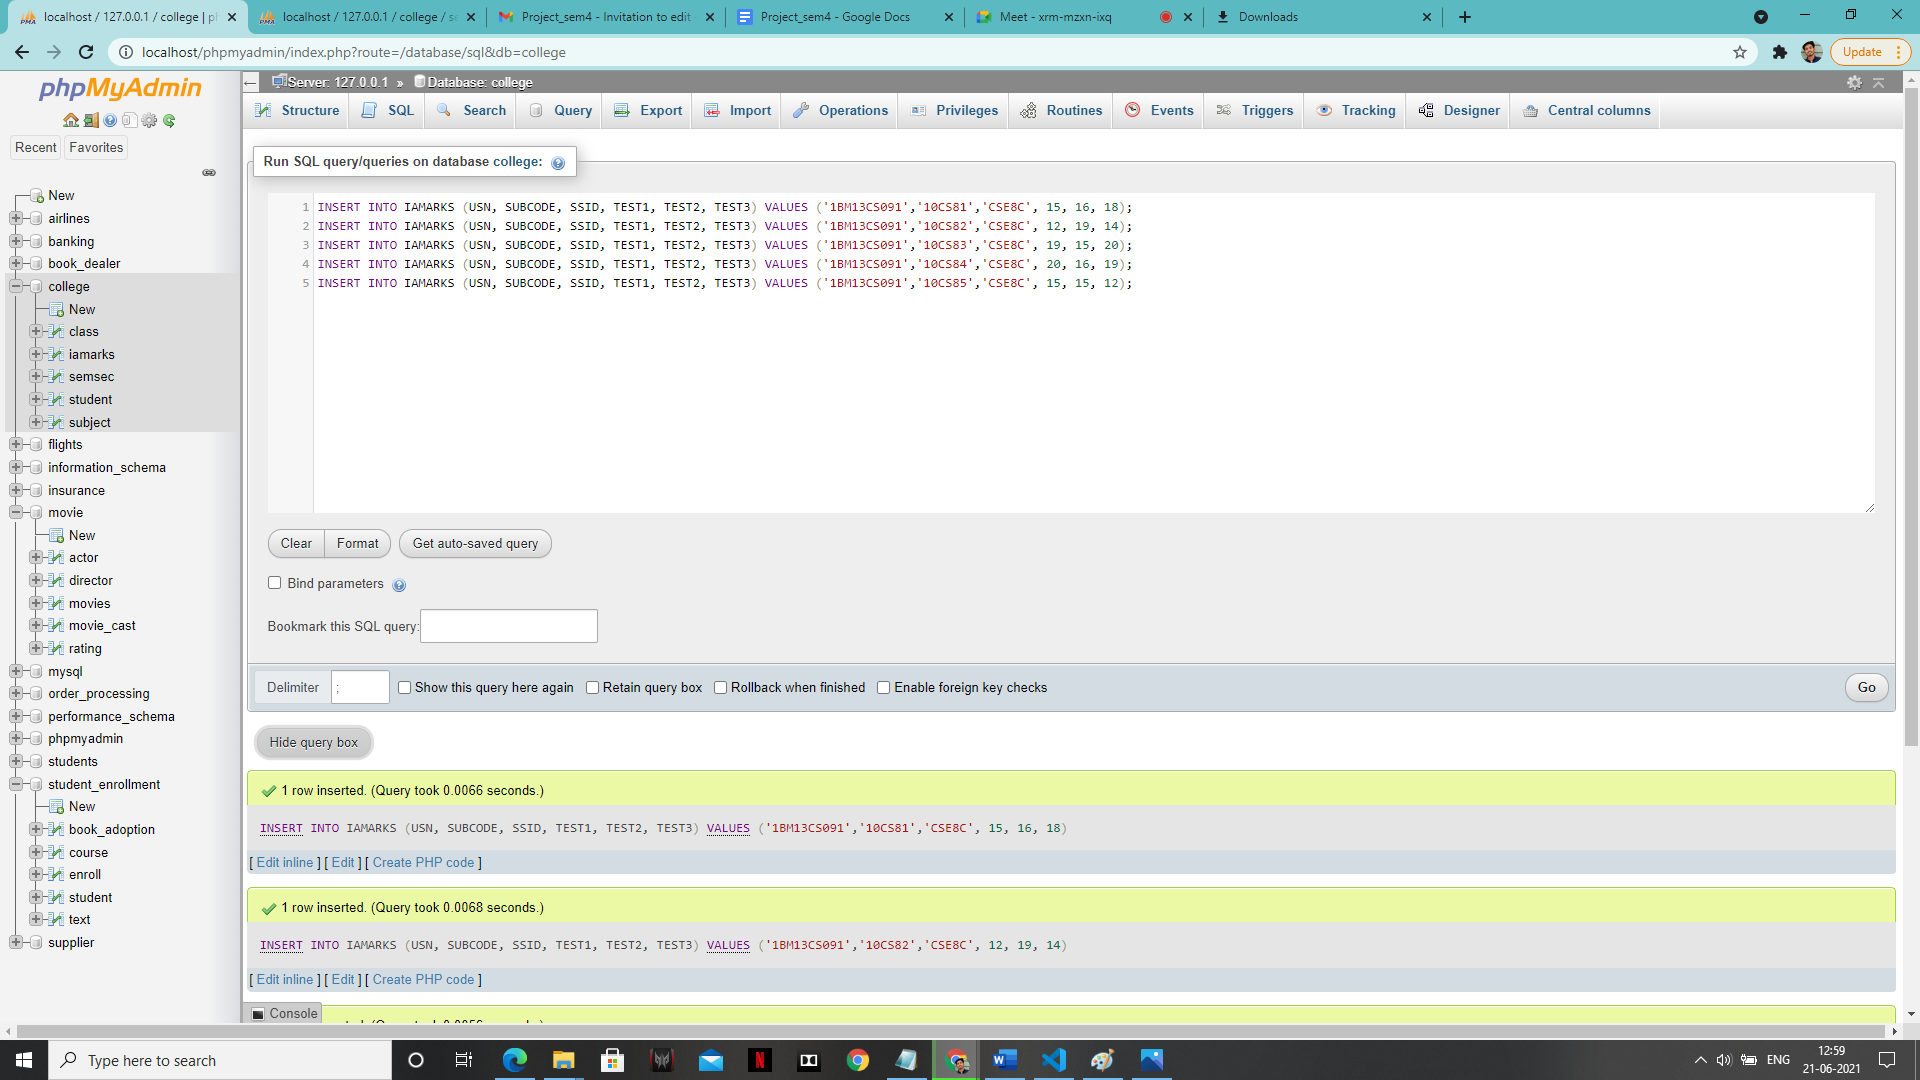 localhost / 127.0.0.1 / college | ph
localhost / 127.0.0.1 / college / se
Project_sem4 - Invitation to edit
Project_sem4 - Google Docs
Meet - xrm-mzxn-ixq
Downloads
localhost/phpmyadmin/index.php?route=/database/sql&db=college
Update
phpMyAdmin
Recent
Favorites
New
airlines
banking
book_dealer
college
New
class
iamarks
semsec
student
subject
flights
information_schema
insurance
movie
New
actor
director
movies
movie_cast
rating
mysql
order_processing
performance_schema
phpmyadmin
students
student_enrollment
New
book_adoption
course
enroll
student
text
supplier
Server: 127.0.0.1 » Database: college
Structure
SQL
Search
Query
Export
Import
Operations
Privileges
Routines
Events
Triggers
Tracking
Designer
Central columns
Run SQL query/queries on database college:
1 INSERT INTO IAMARKS (USN, SUBCODE, SSID, TEST1, TEST2, TEST3) VALUES ('1BM13CS091','10CS81','CSE8C', 15, 16, 18);
2 INSERT INTO IAMARKS (USN, SUBCODE, SSID, TEST1, TEST2, TEST3) VALUES ('1BM13CS091','10CS82','CSE8C', 12, 19, 14);
3 INSERT INTO IAMARKS (USN, SUBCODE, SSID, TEST1, TEST2, TEST3) VALUES ('1BM13CS091','10CS83','CSE8C', 19, 15, 20);
4 INSERT INTO IAMARKS (USN, SUBCODE, SSID, TEST1, TEST2, TEST3) VALUES ('1BM13CS091','10CS84','CSE8C', 20, 16, 19);
5 INSERT INTO IAMARKS (USN, SUBCODE, SSID, TEST1, TEST2, TEST3) VALUES ('1BM13CS091','10CS85','CSE8C', 15, 15, 12);
Clear
Format
Get auto-saved query
Bind parameters
Bookmark this SQL query:
Delimiter ; Show this query here again Retain query box Rollback when finished Enable foreign key checks
Go
Hide query box
1 row inserted. (Query took 0.0066 seconds.)
INSERT INTO IAMARKS (USN, SUBCODE, SSID, TEST1, TEST2, TEST3) VALUES ('1BM13CS091','10CS81','CSE8C', 15, 16, 18)
[ Edit inline ] [ Edit ] [ Create PHP code ]
1 row inserted. (Query took 0.0068 seconds.)
INSERT INTO IAMARKS (USN, SUBCODE, SSID, TEST1, TEST2, TEST3) VALUES ('1BM13CS091','10CS82','CSE8C', 12, 19, 14)
[ Edit inline ] [ Edit ] [ Create PHP code ]
Console
Type here to search
ENG
12:59
21-06-2021